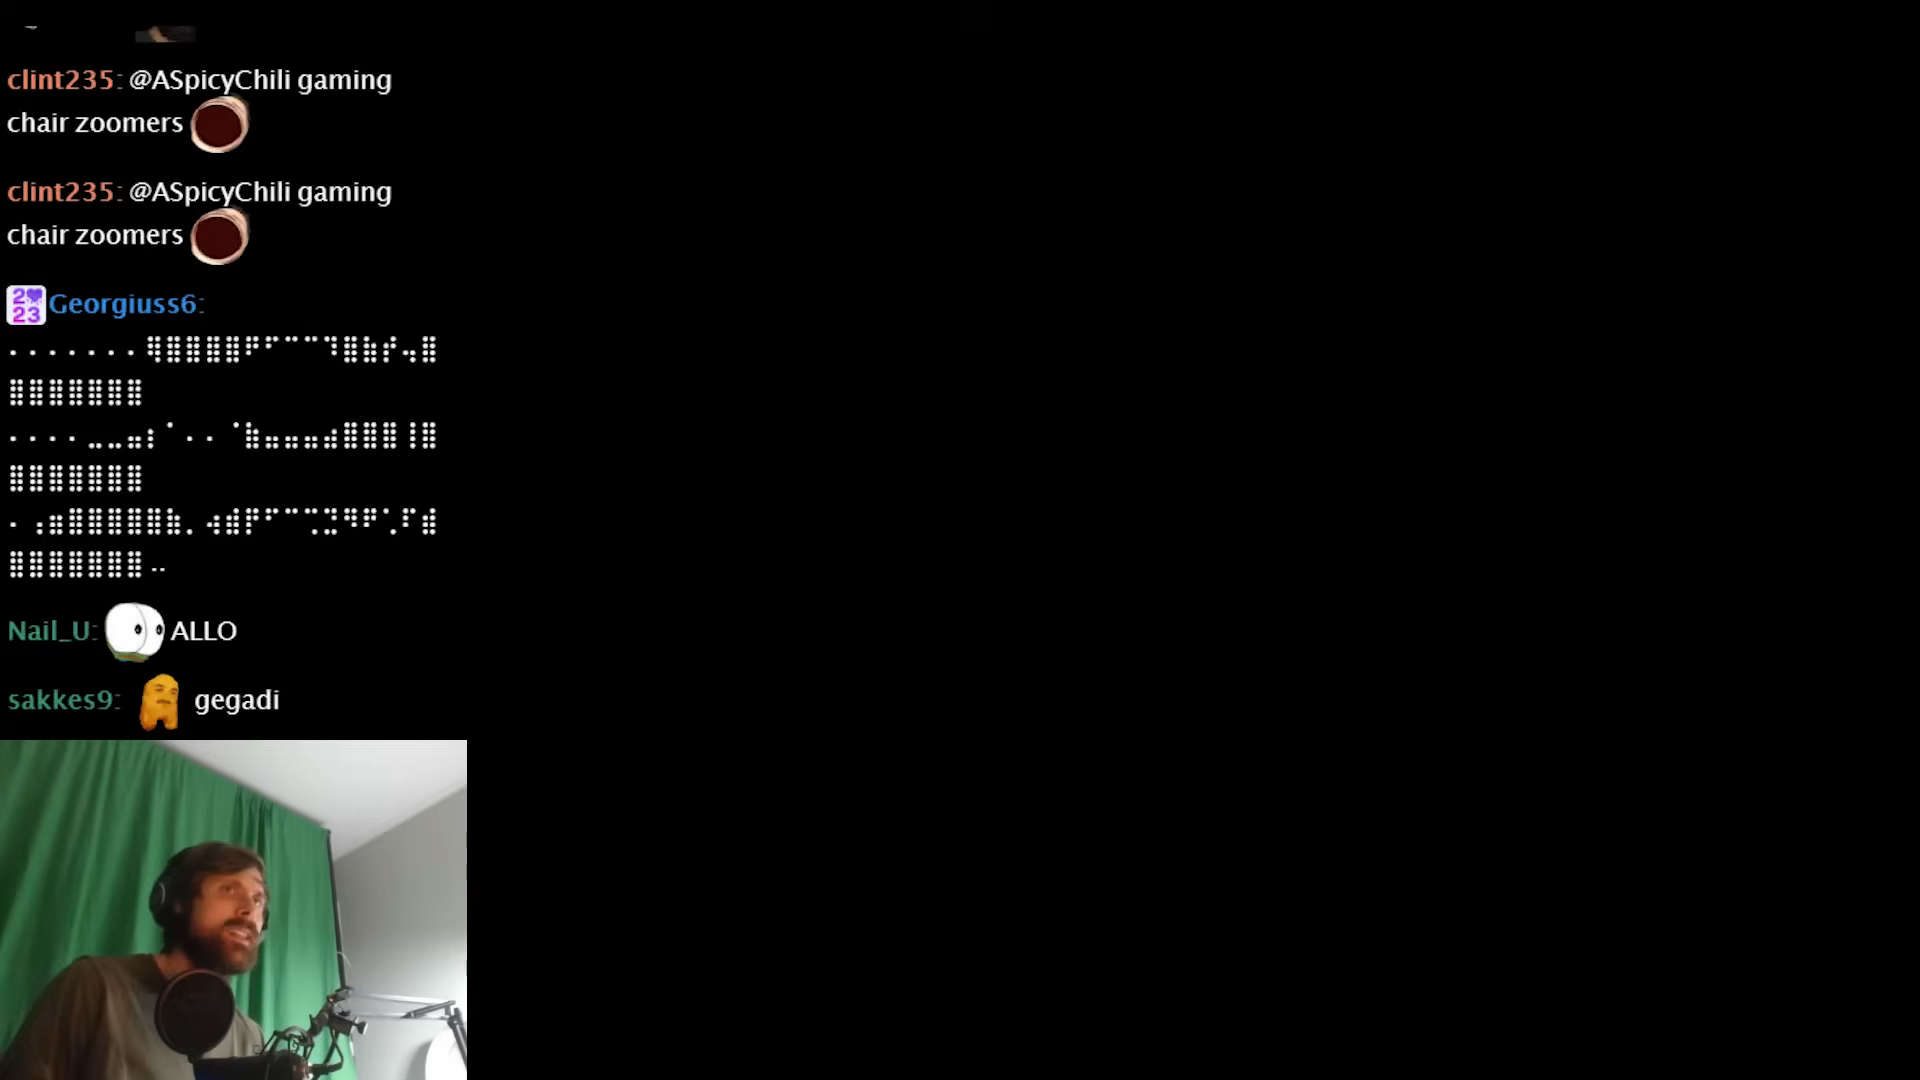 clint235: @ASpicyChili gaming
chair zoomers
clint235: @ASpicyChili gaming
chair zoomers
Georgiuss6:
Nail_U: ALLO
sakkes9: gegadi